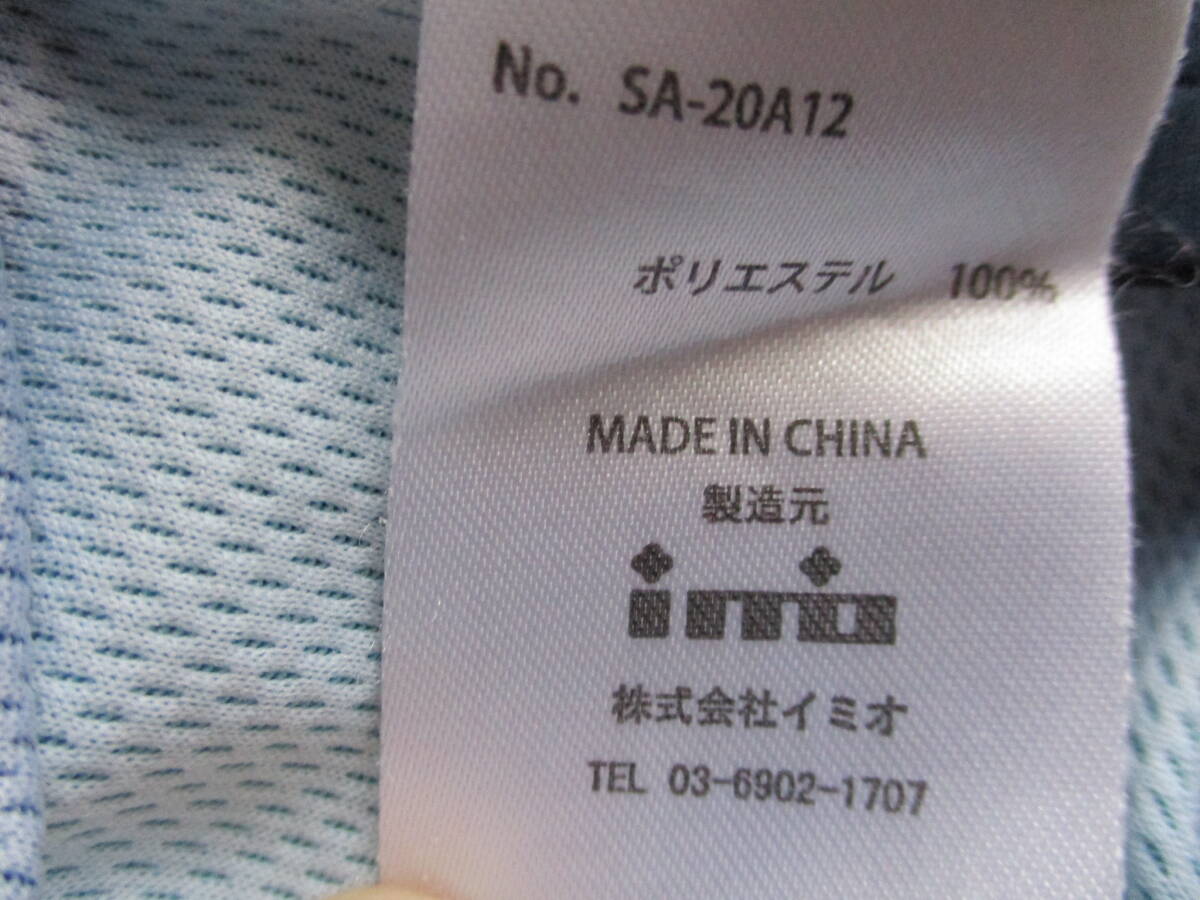 No. SA-20A12
ポリエステル 100%
MADE IN CHINA
製造元
imio
株式会社イミオ
TEL 03-6902-1707